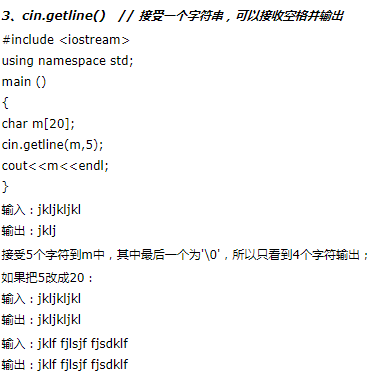 3、cin.getline()   // 接受一个字符串，可以接收空格并输出
#include <iostream>
using namespace std;
main ()
{
char m[20];
cin.getline(m,5);
cout<<m<<endl;
}
输入：jkljkljkl
输出：jklj
接受5个字符到m中，其中最后一个为'\0'，所以只看到4个字符输出；
如果把5改成20：
输入：jkljkljkl
输出：jkljkljkl
输入：jklf fjlsjf fjsdklf
输出：jklf fjlsjf fjsdklf